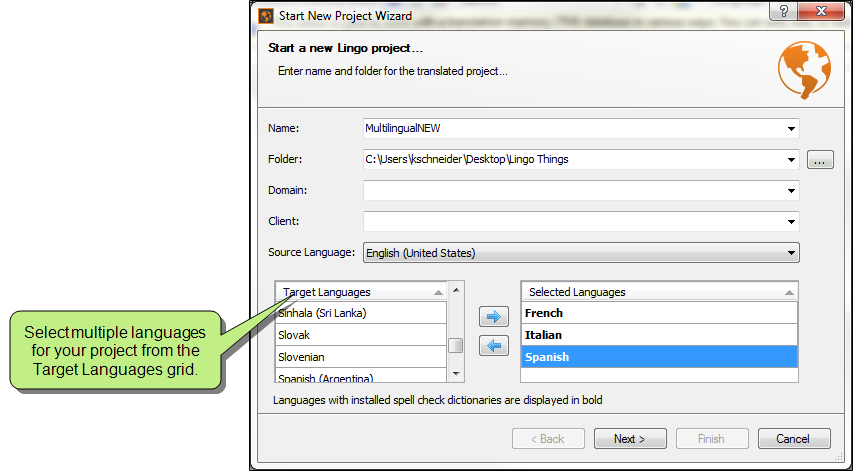 Start New Project Wizard
Start a new Lingo project...
Enter name and folder for the translated project...
Name:
MultilingualNEW
Folder:
C:\Users\kschneider\Desktop\Lingo Things
...
Domain:
Client:
Source Language:
English (United States)
Target Languages
Sinhala (Sri Lanka)
Slovak
Slovenian
Spanish (Argentina)
Selected Languages
French
Italian
Spanish
Select multiple languages
for your project from the
Target Languages grid.
Languages with installed spell check dictionaries are displayed in bold
< Back
Next >
Finish
Cancel